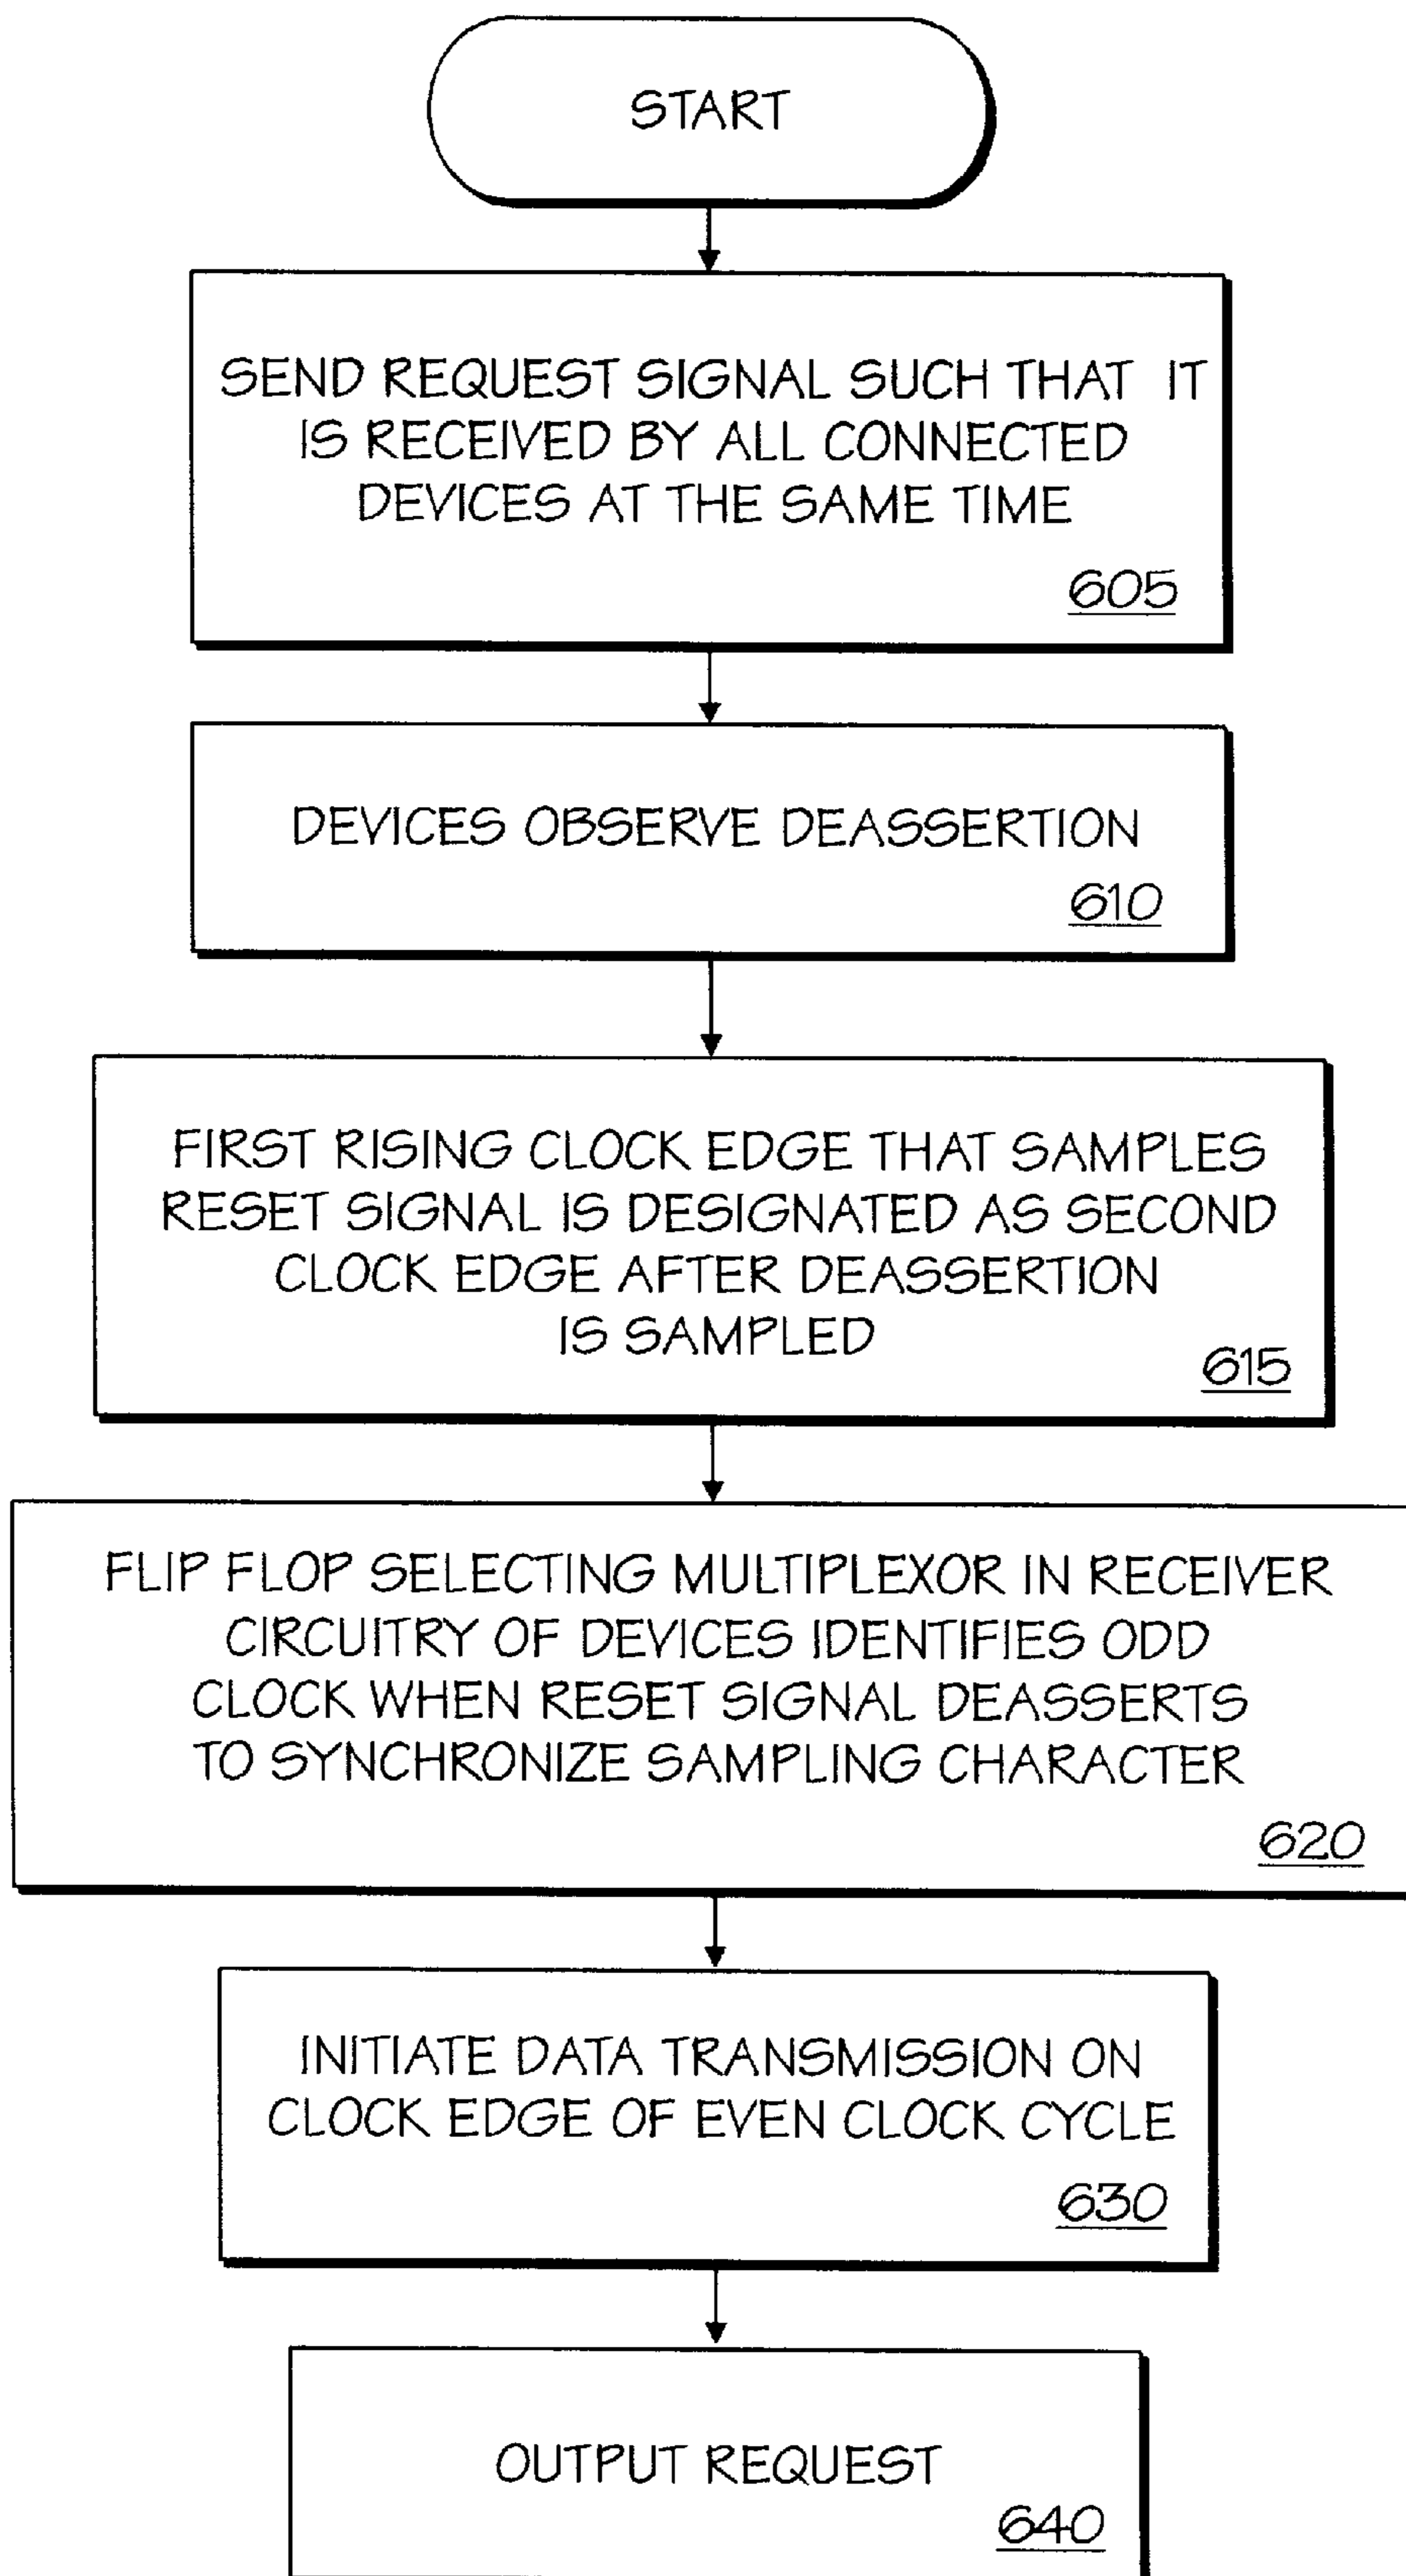 START
SEND REQUEST SIGNAL SUCH THAT IT
IS RECEIVED BY ALL CONNECTED
DEVICES AT THE SAME TIME
605
DEVICES OBSERVE DEASSERTION
610
FIRST RISING CLOCK EDGE THAT SAMPLES
RESET SIGNAL IS DESIGNATED AS SECOND
CLOCK EDGE AFTER DEASSERTION
IS SAMPLED
615
FLIP FLOP SELECTING MULTIPLEXOR IN RECEIVER
CIRCUITRY OF DEVICES IDENTIFIES ODD
CLOCK WHEN RESET SIGNAL DEASSERTS
TO SYNCHRONIZE SAMPLING CHARACTER
620
INITIATE DATA TRANSMISSION ON
CLOCK EDGE OF EVEN CLOCK CYCLE
630
OUTPUT REQUEST
640